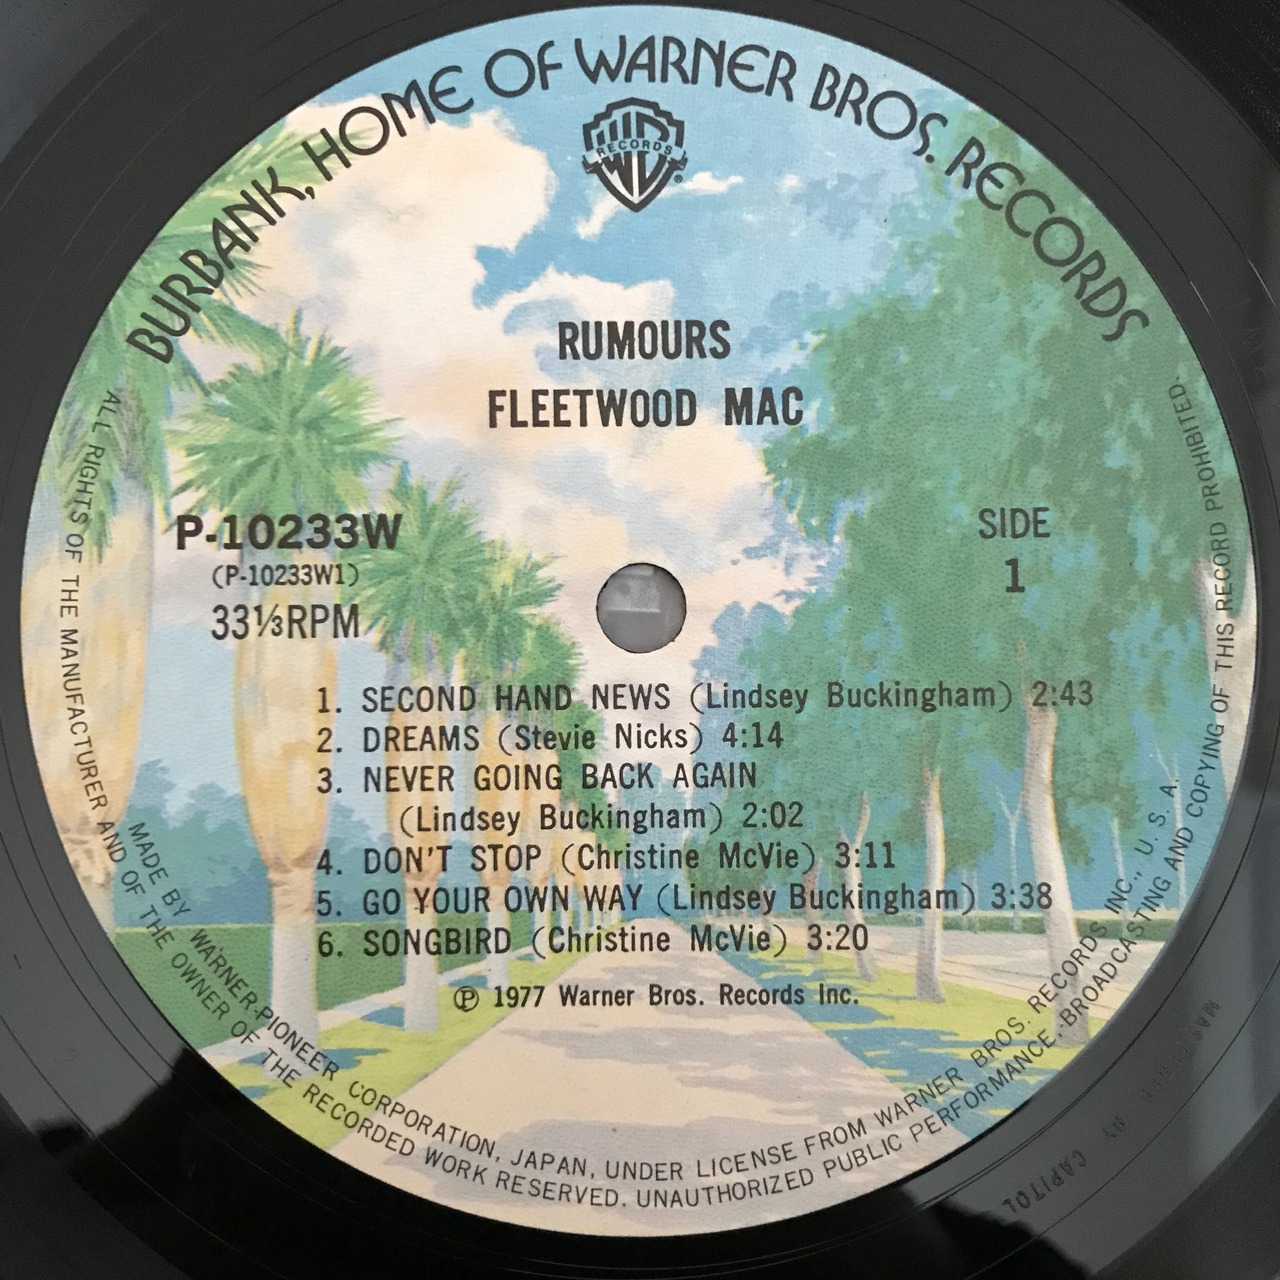 BURBANK, HOME OF WARNER BROS. RECORDS
WB
RECORDS
®
RUMOURS
FLEETWOOD MAC
P-10233W
(P-10233W1)
33⅓RPM
SIDE
1
1. SECOND HAND NEWS (Lindsey Buckingham) 2:43
2. DREAMS (Stevie Nicks) 4:14
3. NEVER GOING BACK AGAIN
(Lindsey Buckingham) 2:02
4. DON'T STOP (Christine McVie) 3:11
5. GO YOUR OWN WAY (Lindsey Buckingham) 3:38
6. SONGBIRD (Christine McVie) 3:20
℗ 1977 Warner Bros. Records Inc.
MADE BY WARNER-PIONEER CORPORATION, JAPAN, UNDER LICENSE FROM WARNER BROS. RECORDS, INC., U. S. A.
ALL RIGHTS OF THE MANUFACTURER AND OF THE OWNER OF THE RECORDED WORK RESERVED. UNAUTHORIZED PUBLIC PERFORMANCE, BROADCASTING AND COPYING OF THIS RECORD PROHIBITED.
MASTERED BY CAPITOL